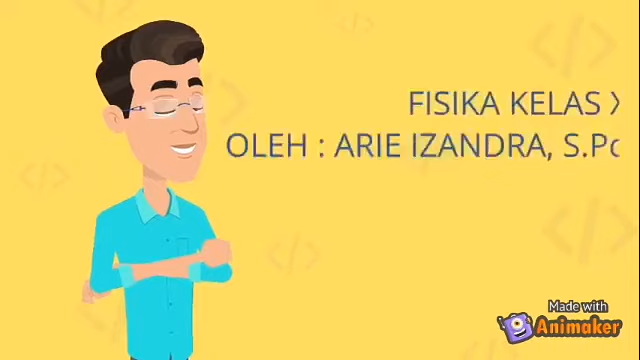 FISIKA KELAS X
OLEH : ARIE IZANDRA,
Made with
Animaker